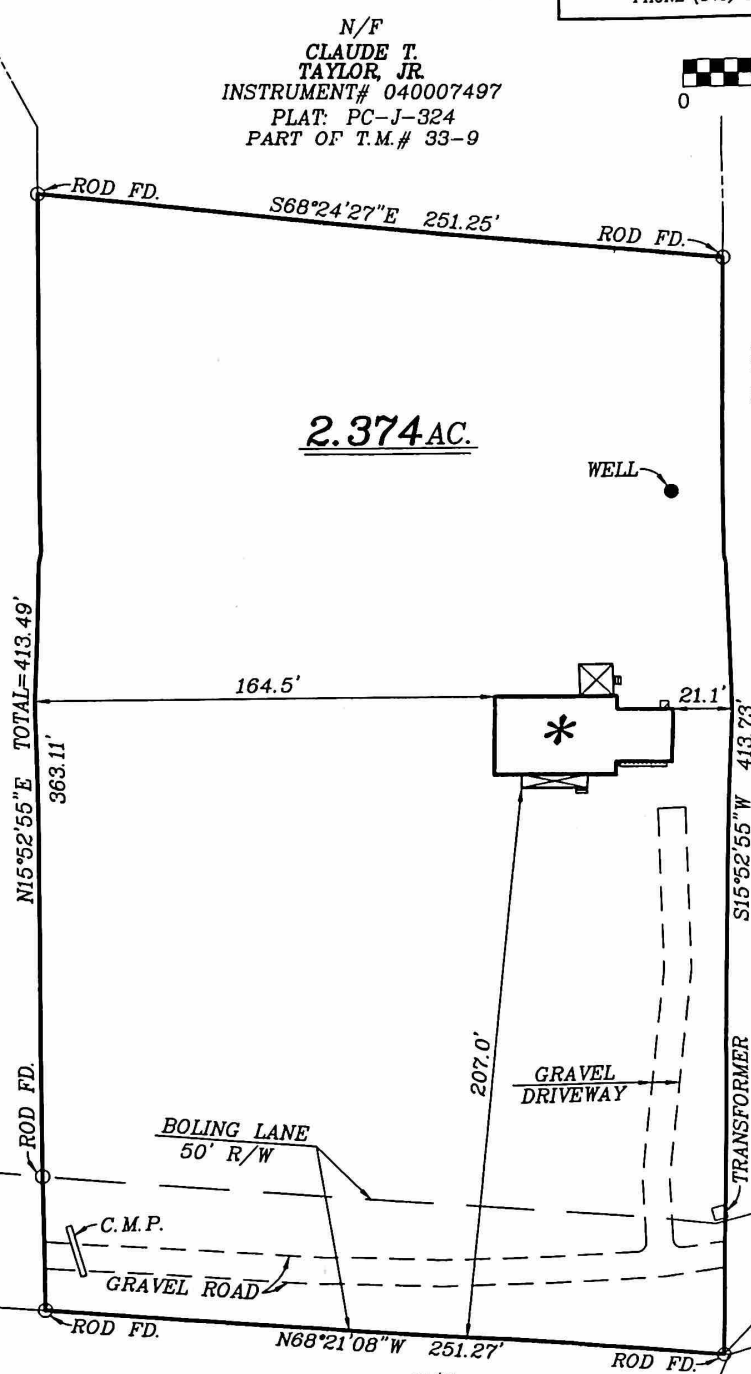 N/F
CLAUDE T.
TAYLOR, JR.
INSTRUMENT# 040007497
PLAT: PC-J-324
PART OF T.M.# 33-9
0
ROD FD.
S68°24'27"E 251.25'
ROD FD.
2.374 AC.
WELL
N15°52'55"E TOTAL=413.49'
363.11'
164.5'
*
21.1'
S15°52'55"W 413.73'
207.0'
GRAVEL
DRIVEWAY
TRANSFORMER
ROD FD.
BOLING LANE
50' R/W
C.M.P.
GRAVEL ROAD
ROD FD.
N68°21'08"W 251.27'
ROD FD.